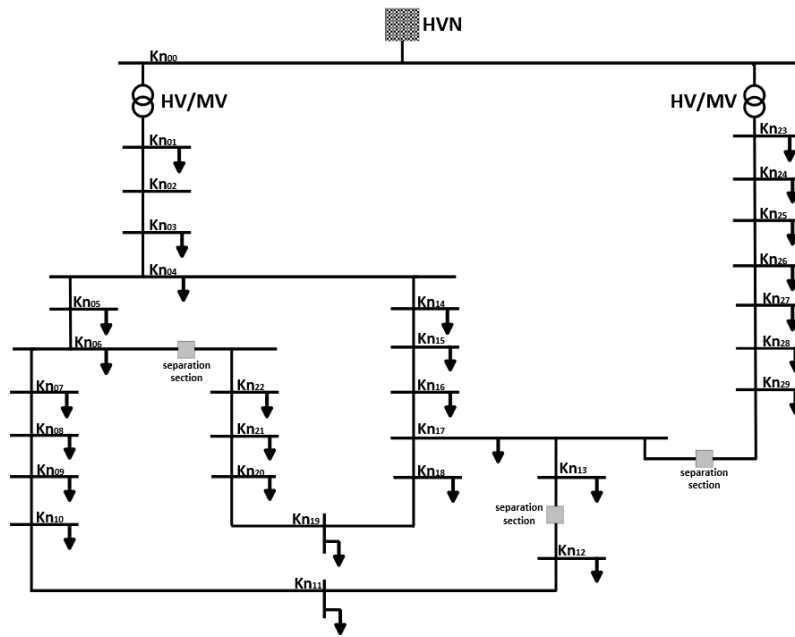 HVN
Kn00
HV/MV
HV/MV
Kn01
Kn02
Kn03
Kn04
Kn05
Kn06
separation
section
Kn07
Kn08
Kn09
Kn10
Kn22
Kn21
Kn20
Kn19
Kn11
Kn14
Kn15
Kn16
Kn17
Kn18
Kn13
separation
section
Kn12
Kn23
Kn24
Kn25
Kn26
Kn27
Kn28
Kn29
separation
section